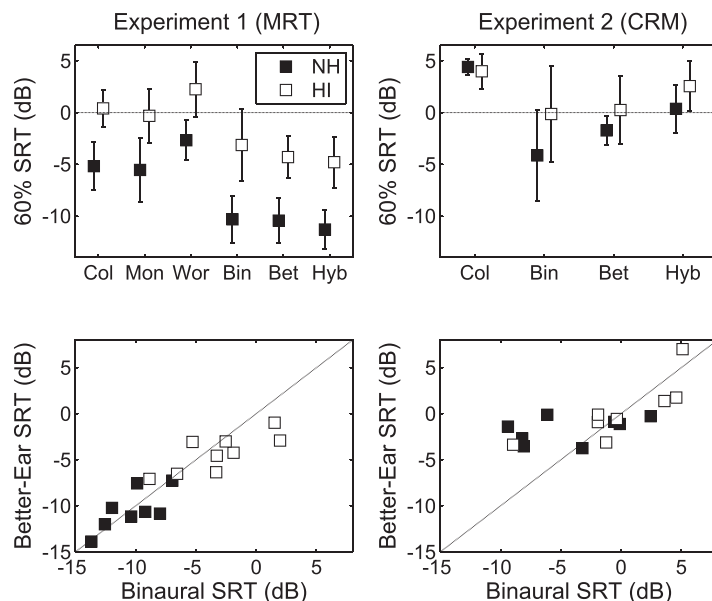 Experiment 1 (MRT)
Experiment 2 (CRM)
60% SRT (dB)
5
0
-5
-10
NH
HI
Col Mon Wor Bin Bet Hyb
60% SRT (dB)
5
0
-5
-10
Col Bin Bet Hyb
Better-Ear SRT (dB)
5
0
-5
-10
-15
-15 -10 -5 0 5
Binaural SRT (dB)
Better-Ear SRT (dB)
5
0
-5
-10
-15
-15 -10 -5 0 5
Binaural SRT (dB)